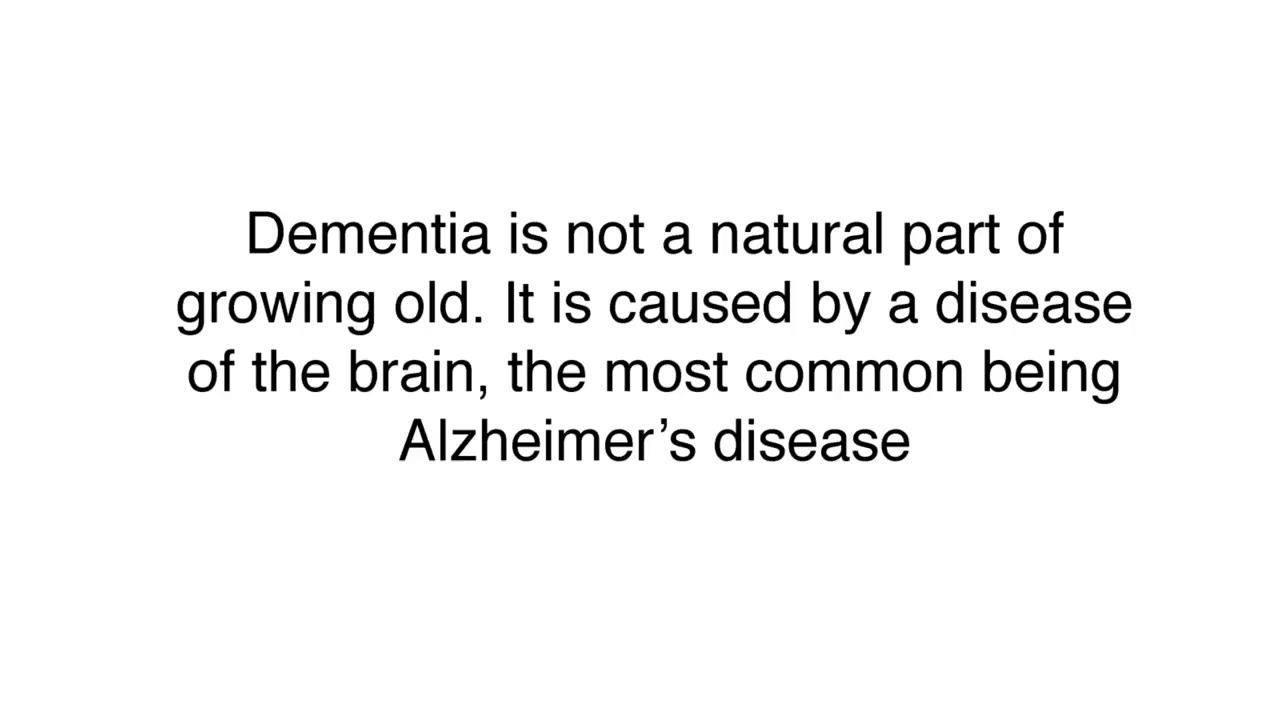 Dementia is not a natural part of
growing old. It is caused by a disease
of the brain, the most common being
Alzheimer’s disease